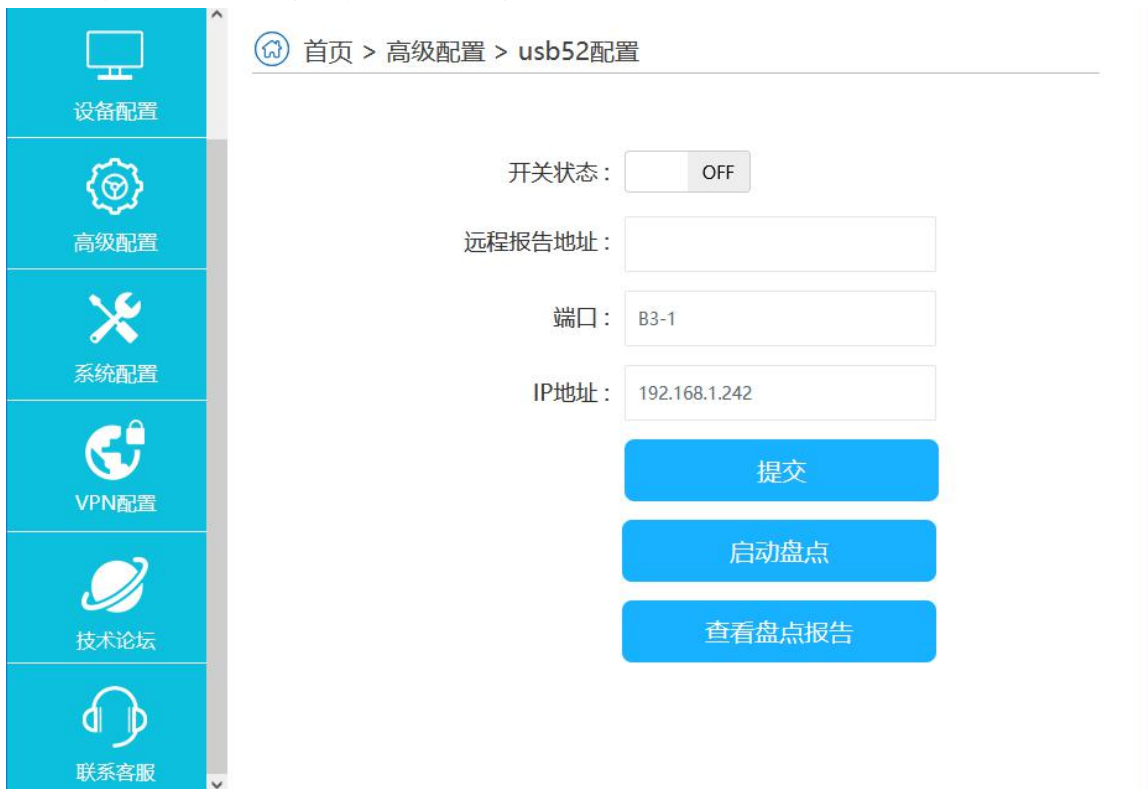 首页 > 高级配置 > usb52配置
设备配置
高级配置
系统配置
VPN配置
技术论坛
联系客服
开关状态： OFF
远程报告地址：
端口： B3-1
IP地址： 192.168.1.242
提交
启动盘点
查看盘点报告